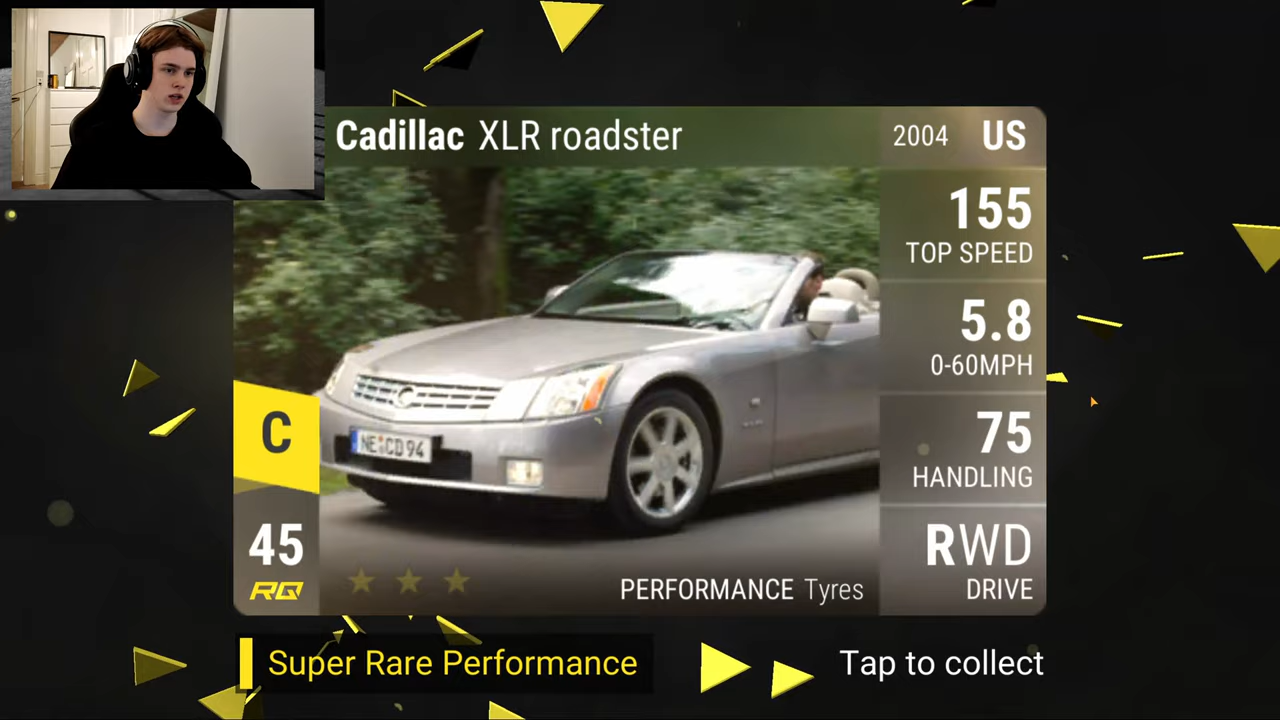 Cadillac XLR roadster
2004 US
155
TOP SPEED
5.8
0-60MPH
75
HANDLING
RWD
DRIVE
C
45
RQ
NE CD 94
PERFORMANCE Tyres
Super Rare Performance
Tap to collect